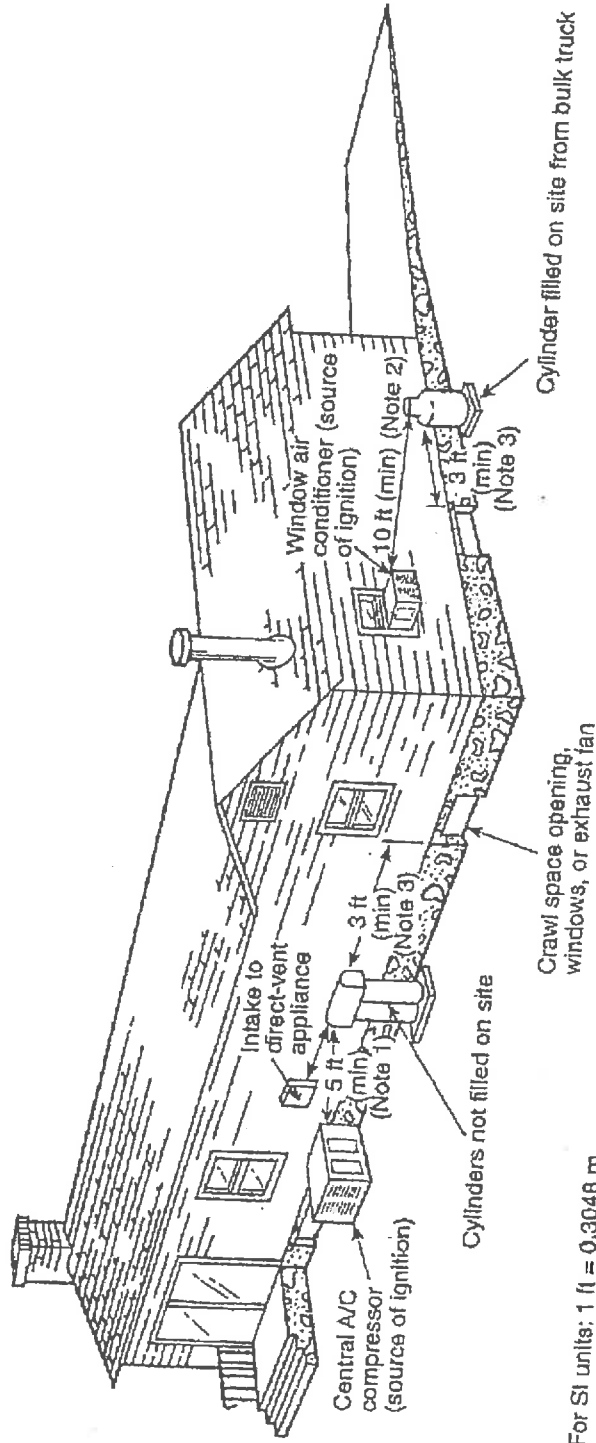 Intake to
direct-vent
appliance
5 ft
(min)
(Note 1)
3 ft
(min)
(Note 3)
Central A/C
compressor
(source of ignition)
Cylinders not filled on site
Crawl space opening,
windows, or exhaust fan
Window air
conditioner (source
of ignition)
10 ft (min) (Note 2)
3 ft
(min)
(Note 3)
Cylinder filled on site from bulk truck
For SI units: 1 ft = 0.3048 m